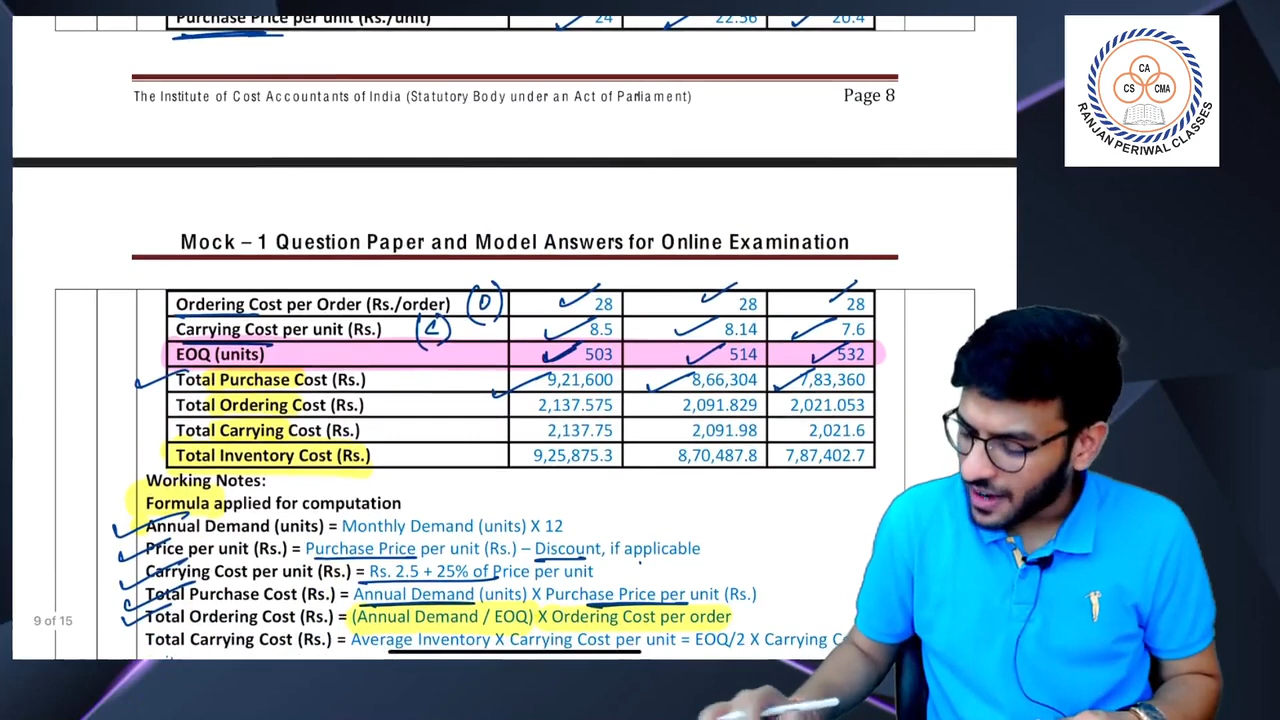 Purchase Price per unit (Rs./unit) 24 22.56 20.4
The Institute of Cost Accountants of India (Statutory Body under an Act of Parliament) Page 8
CA
CS CMA
RANJAN PERIWAL CLASSES
Mock – 1 Question Paper and Model Answers for Online Examination
Ordering Cost per Order (Rs./order) (O) 28 28 28
Carrying Cost per unit (Rs.) (C) 8.5 8.14 7.6
EOQ (units) 503 514 532
Total Purchase Cost (Rs.) 9,21,600 8,66,304 7,83,360
Total Ordering Cost (Rs.) 2,137.575 2,091.829 2,021.053
Total Carrying Cost (Rs.) 2,137.75 2,091.98 2,021.6
Total Inventory Cost (Rs.) 9,25,875.3 8,70,487.8 7,87,402.7
Working Notes:
Formula applied for computation
Annual Demand (units) = Monthly Demand (units) X 12
Price per unit (Rs.) = Purchase Price per unit (Rs.) – Discount, if applicable
Carrying Cost per unit (Rs.) = Rs. 2.5 + 25% of Price per unit
Total Purchase Cost (Rs.) = Annual Demand (units) X Purchase Price per unit (Rs.)
Total Ordering Cost (Rs.) = (Annual Demand / EOQ) X Ordering Cost per order
9 of 15
Total Carrying Cost (Rs.) = Average Inventory X Carrying Cost per unit = EOQ/2 X Carrying C